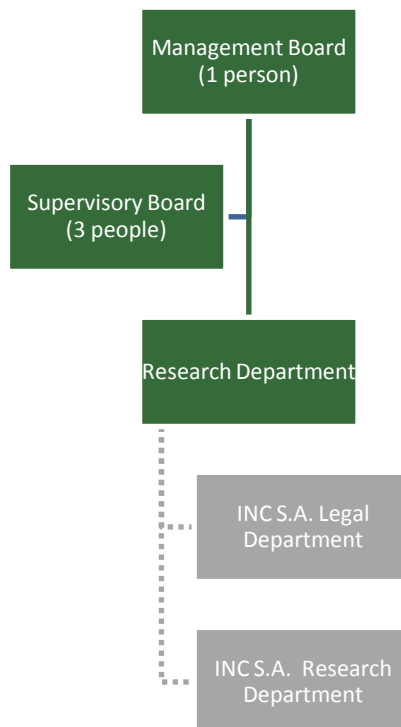 Management Board
(1 person)
Supervisory Board
(3 people)
Research Department
INC S.A. Legal
Department
INC S.A. Research
Department